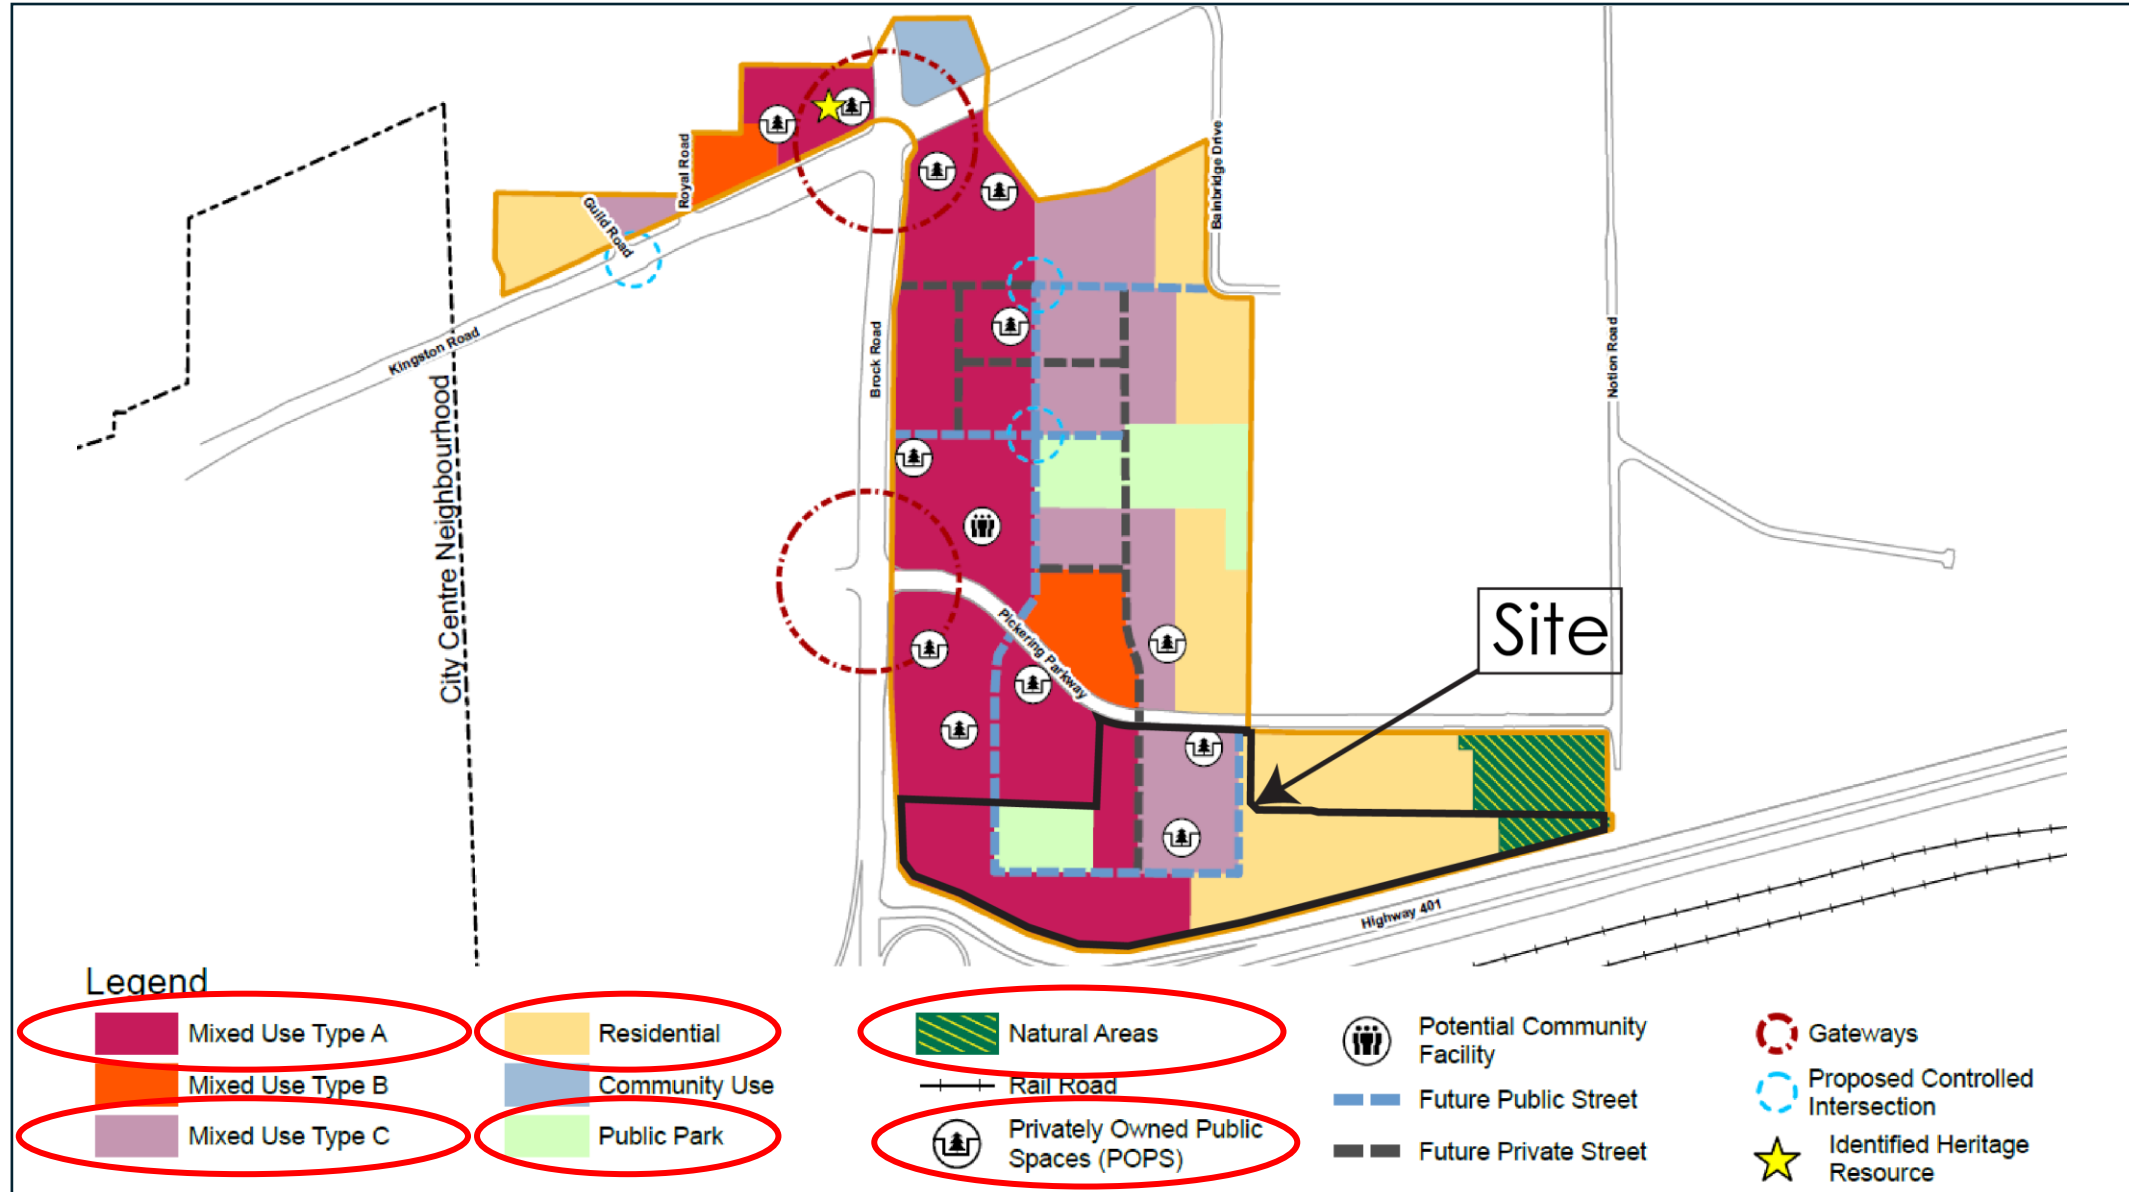 Royal Road
Bainbridge Drive
Guild Road
Kingston Road
Brock Road
Notion Road
City Centre Neighbourhood
Pickering Parkway
Site
Highway 401
Legend
Mixed Use Type A
Mixed Use Type B
Mixed Use Type C
Residential
Community Use
Public Park
Natural Areas
Rail Road
Privately Owned Public
Spaces (POPS)
Potential Community
Facility
Future Public Street
Future Private Street
Gateways
Proposed Controlled
Intersection
Identified Heritage
Resource